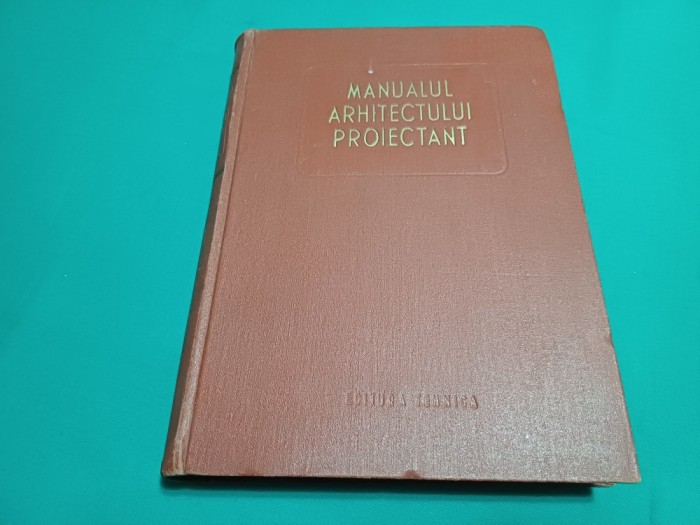 MANUALUL
ARHITECTULUI
PROIECTANT
EDITURA TEHNICA